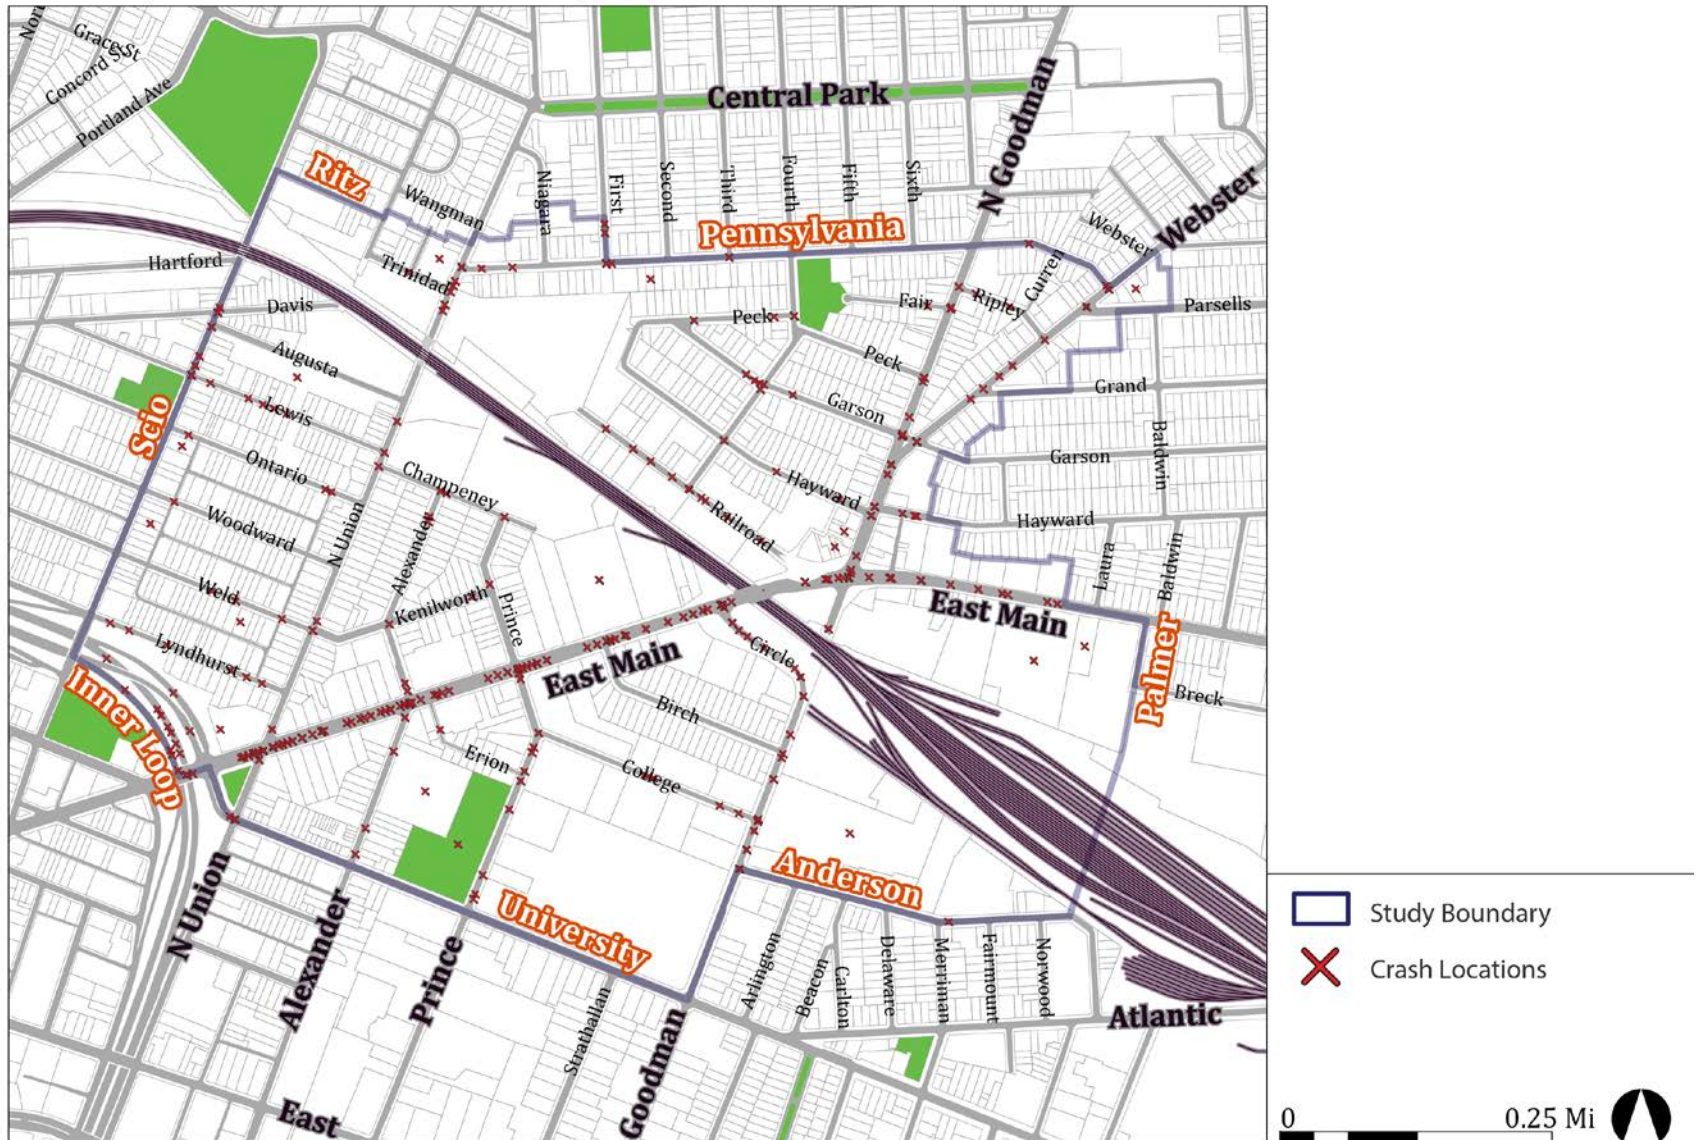 Nor
Grace St
Concord St
Portland Ave
Central Park
N Goodman
Ritz
Wangman
Niagara
First
Second
Third
Fourth
Fifth
Sixth
Pennsylvania
Webster
Webster
Hartford
Trinidad
Davis
Peck
Fair
Ripley
Curren
Parsells
Augusta
Peck
Grand
Lewis
Garson
Scio
Baldwin
Garson
Ontario
Champeney
Hayward
Hayward
Woodward
N Union
Alexander
Railroad
Laura
Baldwin
Weld
Kenilworth
Prince
East Main
Lyndhurst
East Main
Circle
Palmer
Breck
Inner Loop
Birch
Erion
College
Anderson
N Union
Alexander
Prince
University
Arlington
Beacon
Carlton
Delaware
Merriman
Fairmount
Norwood
Strathallan
Goodman
Atlantic
East
Study Boundary
Crash Locations
0 0.25 Mi